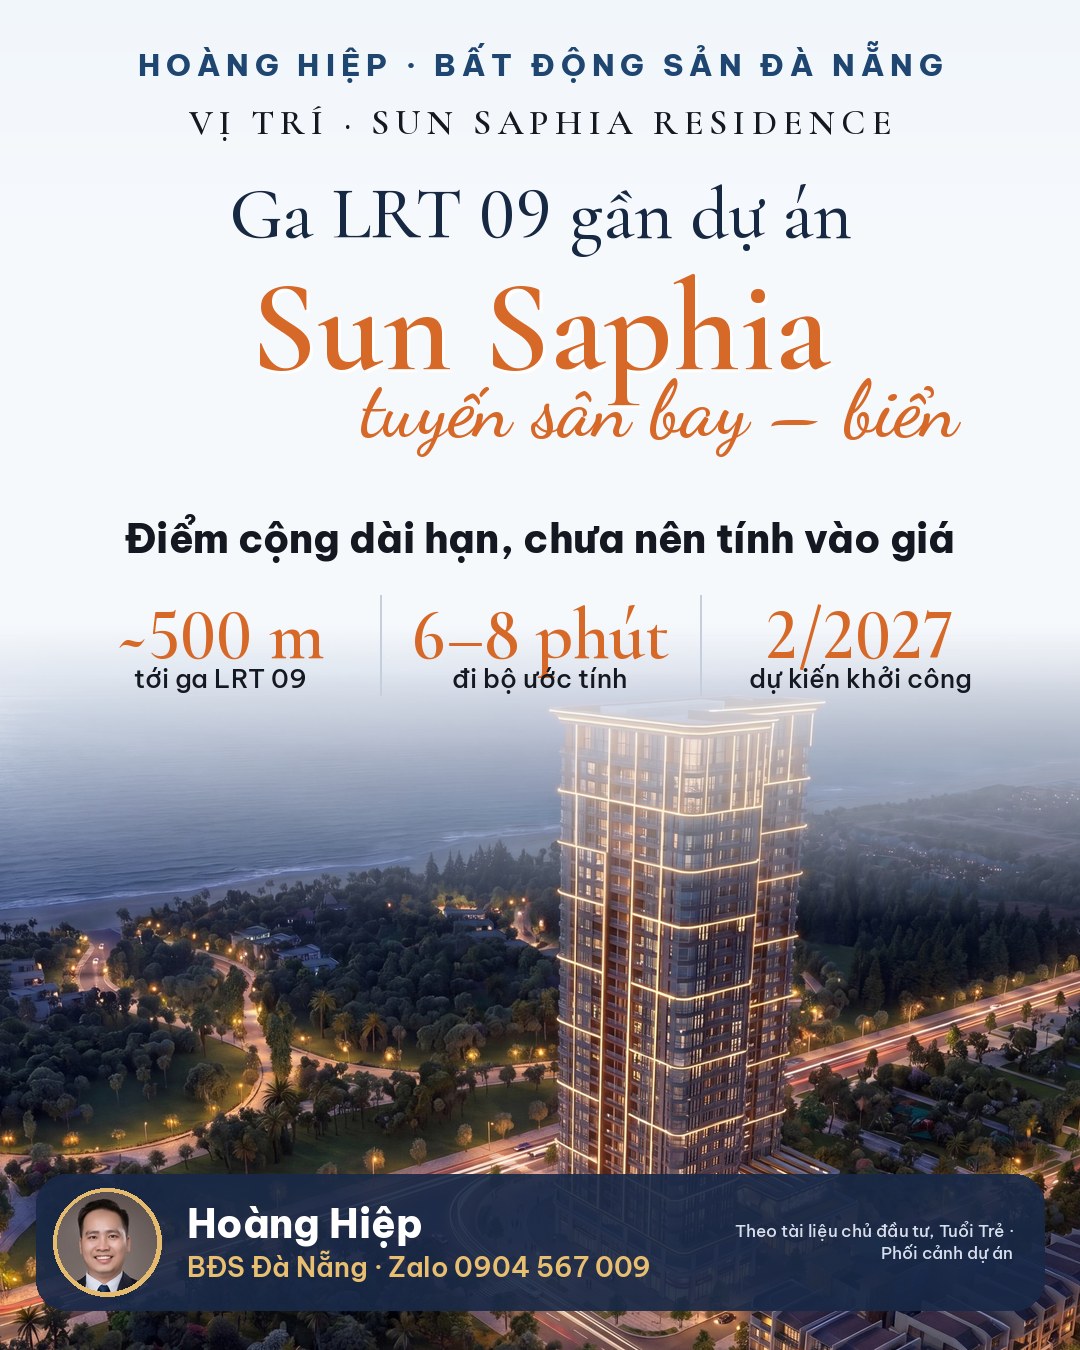 HOÀNG HIỆP · BẤT ĐỘNG SẢN ĐÀ NẴNG
VỊ TRÍ · SUN SAPHIA RESIDENCE
Ga LRT 09 gần dự án
Sun Saphia
tuyến sân bay – biển
Điểm cộng dài hạn, chưa nên tính vào giá
~500 m
tới ga LRT 09
6–8 phút
đi bộ ước tính
2/2027
dự kiến khởi công
Hoàng Hiệp
BĐS Đà Nẵng · Zalo 0904 567 009
Theo tài liệu chủ đầu tư, Tuổi Trẻ ·
Phối cảnh dự án